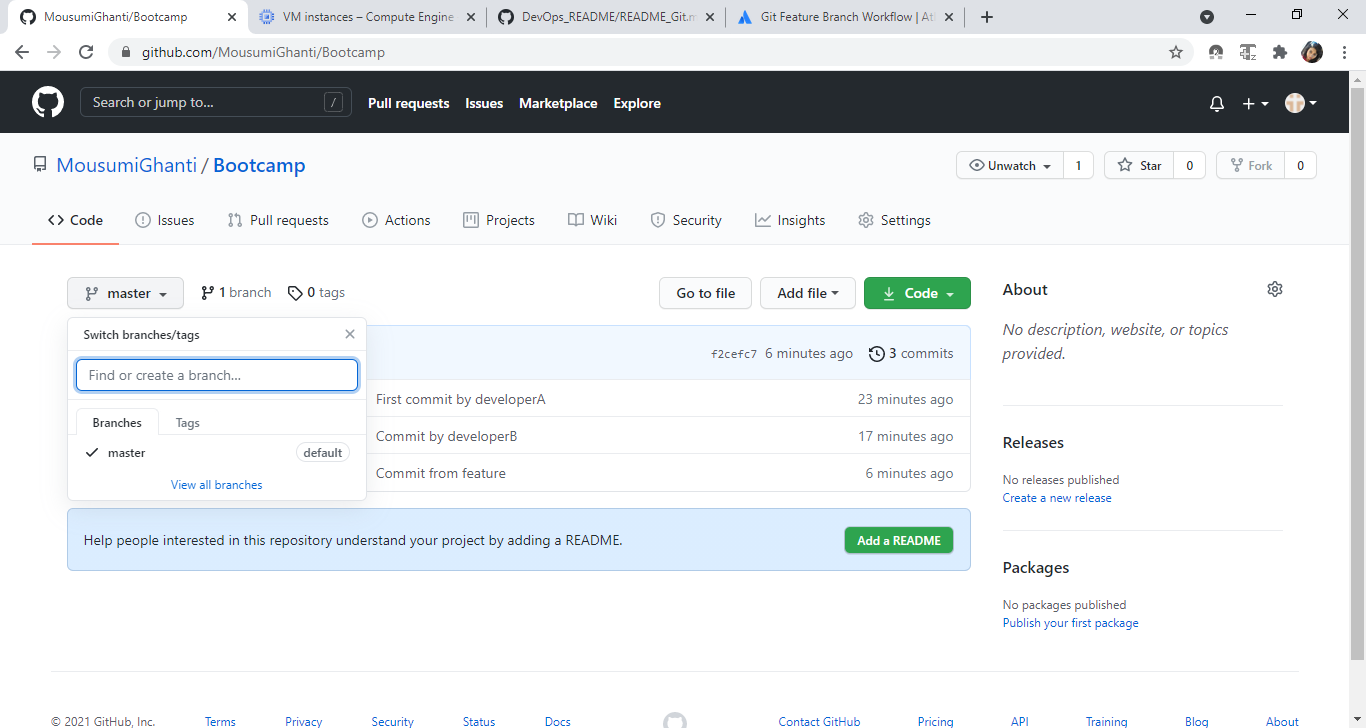 MousumiGhanti/Bootcamp
VM instances – Compute Engine
DevOps_README/README_Git.m
Git Feature Branch Workflow | Atl
github.com/MousumiGhanti/Bootcamp
Search or jump to... /
Pull requests Issues Marketplace Explore
MousumiGhanti / Bootcamp
Unwatch 1 Star 0 Fork 0
Code Issues Pull requests Actions Projects Wiki Security Insights Settings
master 1 branch 0 tags Go to file Add file Code
Switch branches/tags
Find or create a branch...
Branches Tags
master default
View all branches
f2cefc7 6 minutes ago 3 commits
First commit by developerA 23 minutes ago
Commit by developerB 17 minutes ago
Commit from feature 6 minutes ago
Help people interested in this repository understand your project by adding a README. Add a README
About
No description, website, or topics
provided.
Releases
No releases published
Create a new release
Packages
No packages published
Publish your first package
© 2021 GitHub, Inc. Terms Privacy Security Status Docs Contact GitHub Pricing API Training Blog About